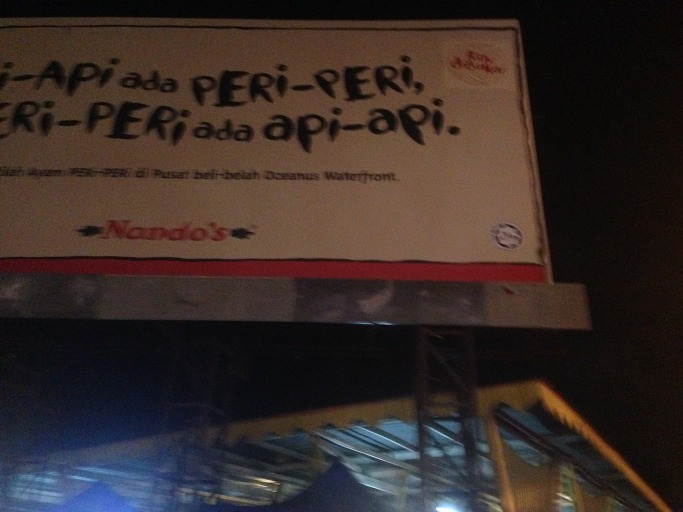 i-Api ada PERi-PERi,
ERi-PERi ada api-api.
ilah Ayam PERi-PERi di Pusat beli-belah Oceanus Waterfront.
Nando's